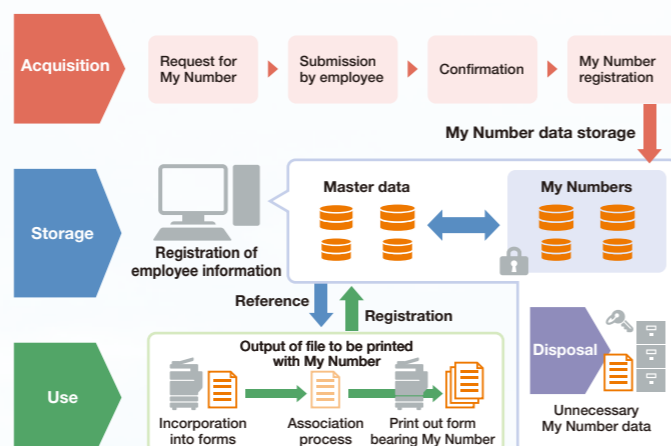 Acquisition
Request for
My Number
Submission
by employee
Confirmation
My Number
registration
My Number data storage
Storage
Registration of
employee information
Master data
My Numbers
Reference
Registration
Use
Output of file to be printed
with My Number
Incorporation
into forms
Association
process
Print out form
bearing My Number
Disposal
Unnecessary
My Number data